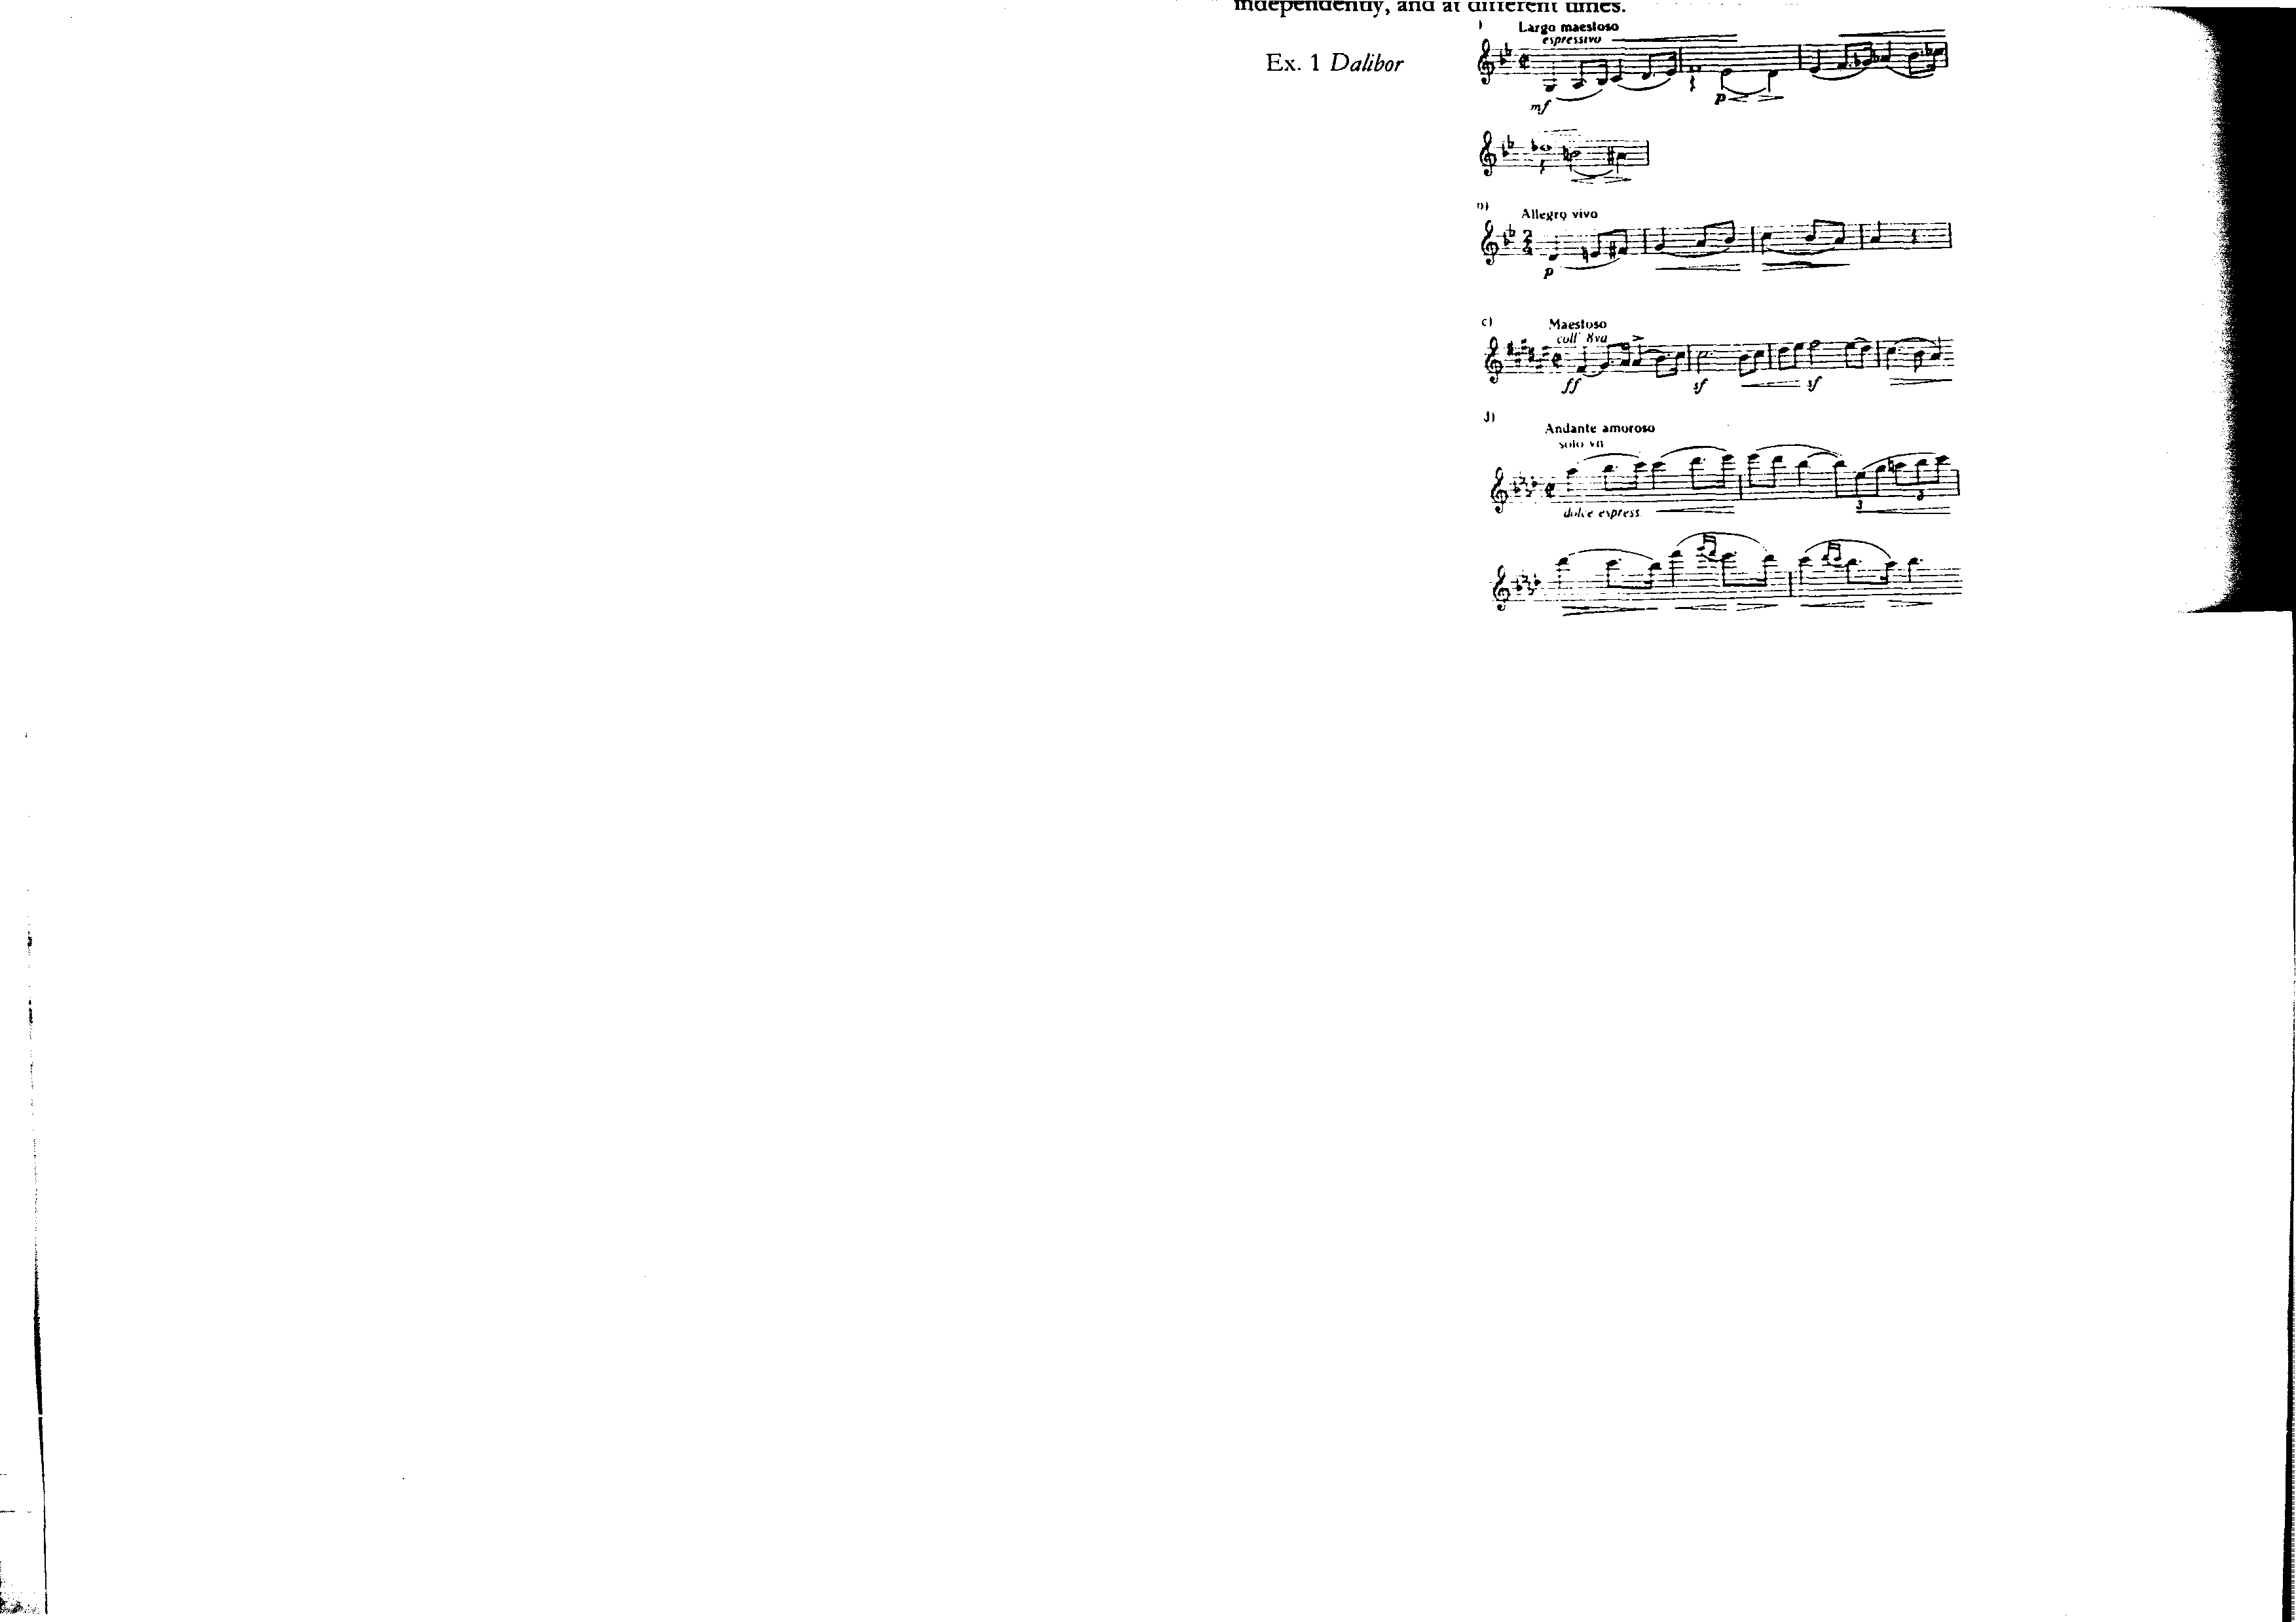 independently, and at different times.
Largo maestoso
espressivo
Ex. 1 Dalibor
mf
p
b)
Allegro vivo
p
c)
Maestoso
coll' 8va
ff sf sf
d)
Andante amoroso
solo vn
3 3
dolce express.